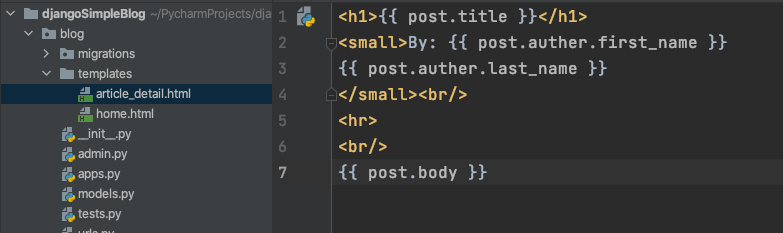 djangoSimpleBlog ~/PycharmProjects/dja
blog
migrations
templates
article_detail.html
home.html
__init__.py
admin.py
apps.py
models.py
tests.py
urls.py
1 <h1>{{ post.title }}</h1>
2 <small>By: {{ post.auther.first_name }}
3 {{ post.auther.last_name }}
4 </small><br/>
5 <hr>
6 <br/>
7 {{ post.body }}